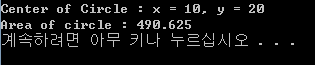 Center of Circle : x = 10, y = 20
Area of circle : 490.625
계속하려면 아무 키나 누르십시오 . . .